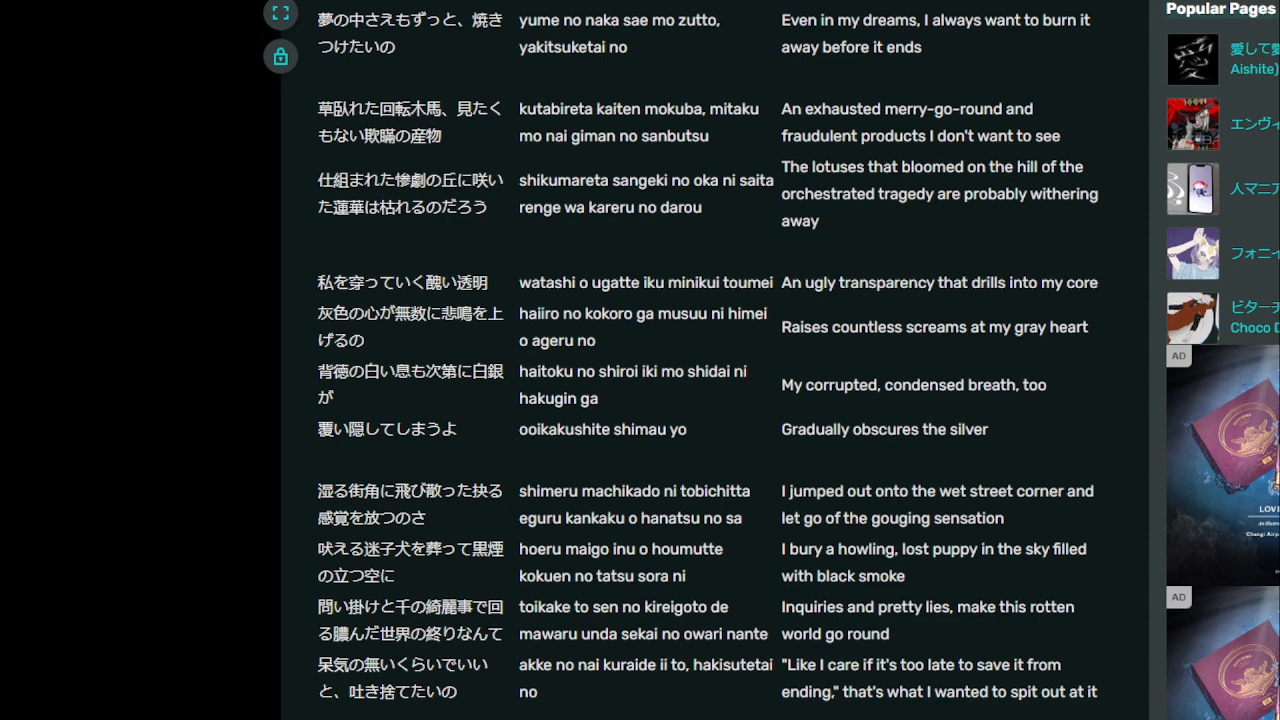 夢の中さえもずっと、焼き
つけたいの
yume no naka sae mo zutto,
yakitsuketai no
Even in my dreams, I always want to burn it
away before it ends
草臥れた回転木馬、見たく
もない欺瞞の産物
kutabireta kaiten mokuba, mitaku
mo nai giman no sanbutsu
An exhausted merry-go-round and
fraudulent products I don't want to see
仕組まれた惨劇の丘に咲い
た蓮華は枯れるのだろう
shikumareta sangeki no oka ni saita
renge wa kareru no darou
The lotuses that bloomed on the hill of the
orchestrated tragedy are probably withering
away
私を穿っていく醜い透明
watashi o ugatte iku minikui toumei
An ugly transparency that drills into my core
灰色の心が無数に悲鳴を上
げるの
haiiro no kokoro ga musuu ni himei
o ageru no
Raises countless screams at my gray heart
背徳の白い息も次第に白銀
が
haitoku no shiroi iki mo shidai ni
hakugin ga
My corrupted, condensed breath, too
覆い隠してしまうよ
ooikakushite shimau yo
Gradually obscures the silver
湿る街角に飛び散った抉る
感覚を放つのさ
shimeru machikado ni tobichitta
eguru kankaku o hanatsu no sa
I jumped out onto the wet street corner and
let go of the gouging sensation
吠える迷子犬を葬って黒煙
の立つ空に
hoeru maigo inu o houmutte
kokuen no tatsu sora ni
I bury a howling, lost puppy in the sky filled
with black smoke
問い掛けと千の綺麗事で回
る膿んだ世界の終りなんて
toikake to sen no kireigoto de
mawaru unda sekai no owari nante
Inquiries and pretty lies, make this rotten
world go round
呆気の無いくらいでいい
と、吐き捨てたいの
akke no nai kuraide ii to, hakisutetai
no
"Like I care if it's too late to save it from
ending," that's what I wanted to spit out at it
Popular Pages
愛して愛
Aishite)
エンヴィ
人マニア
フォニイ
ビターチ
Choco D
AD
LOVI
Changi Airp
AD